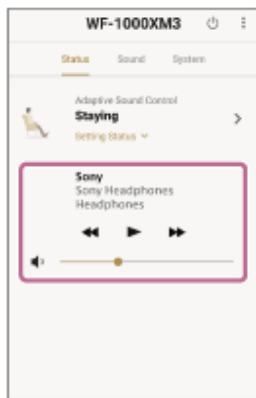 WF-1000XM3
Status Sound System
Adaptive Sound Control
Staying
Setting Status
Sony
Sony Headphones
Headphones